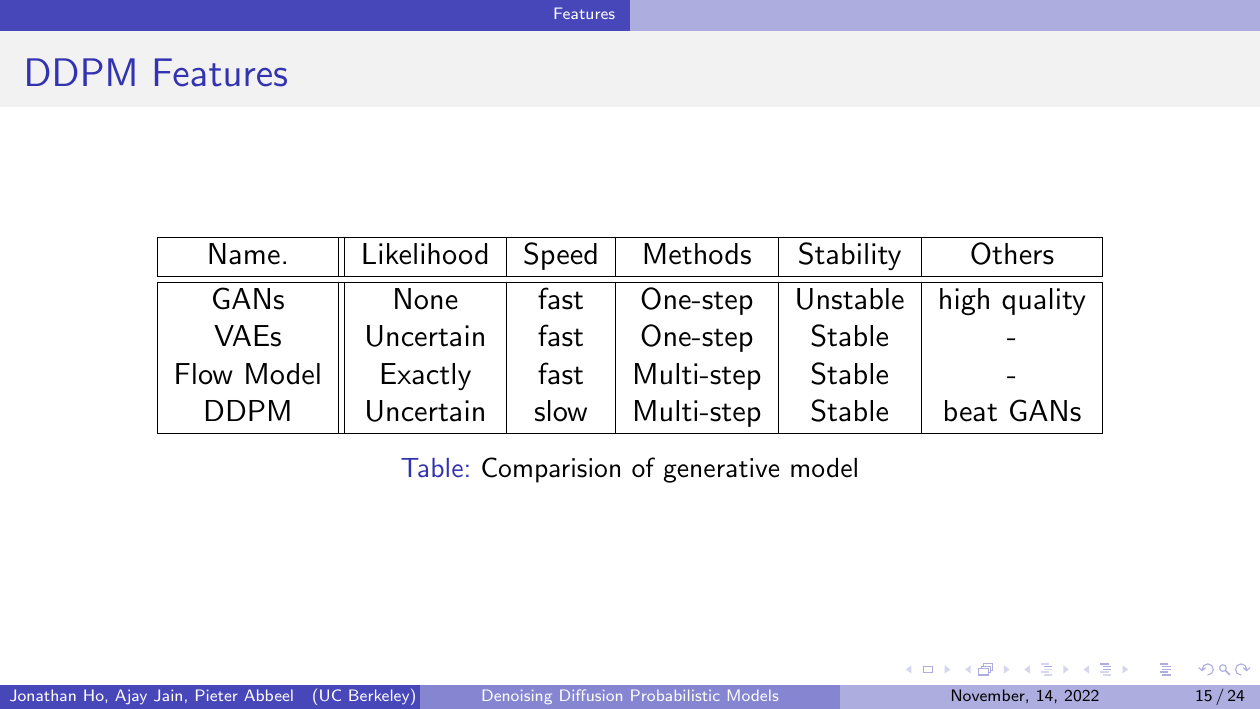 Features
DDPM Features
Name. Likelihood Speed Methods Stability Others
GANs None fast One-step Unstable high quality
VAEs Uncertain fast One-step Stable -
Flow Model Exactly fast Multi-step Stable -
DDPM Uncertain slow Multi-step Stable beat GANs
Table: Comparision of generative model
Jonathan Ho, Ajay Jain, Pieter Abbeel (UC Berkeley) Denoising Diffusion Probabilistic Models November, 14, 2022 15 / 24